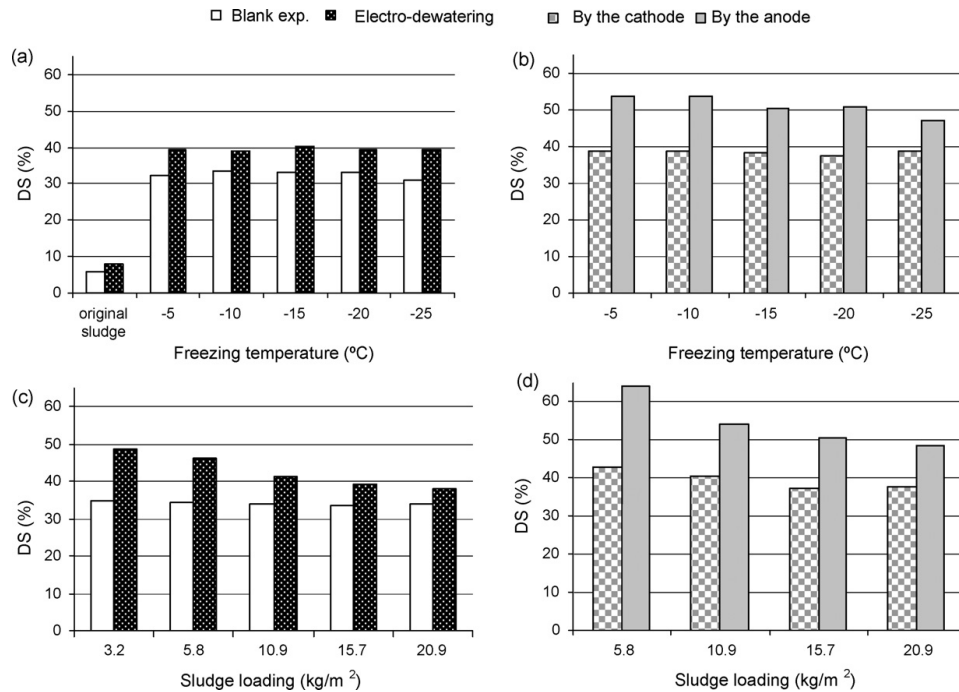 Blank exp. Electro-dewatering By the cathode By the anode
(a)
60
50
40
30
20
10
0
DS (%)
original sludge -5 -10 -15 -20 -25
Freezing temperature (ºC)
(b)
60
50
40
30
20
10
0
DS (%)
-5 -10 -15 -20 -25
Freezing temperature (ºC)
(c)
60
50
40
30
20
10
0
DS (%)
3.2 5.8 10.9 15.7 20.9
Sludge loading (kg/m ²)
(d)
60
50
40
30
20
10
0
DS (%)
5.8 10.9 15.7 20.9
Sludge loading (kg/m ²)